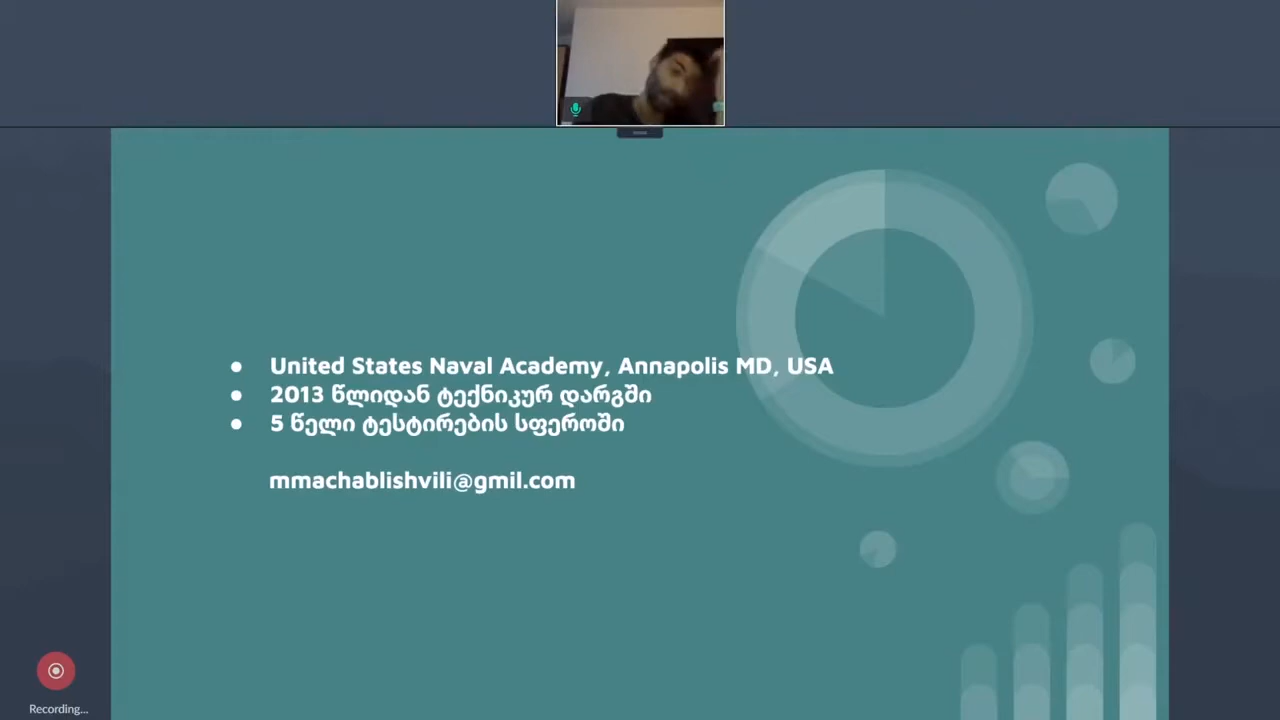 ● United States Naval Academy, Annapolis MD, USA
● 2013 წლიდან ტექნიკურ დარგში
● 5 წელი ტესტირების სფეროში
mmachablishvili@gmil.com
Recording...